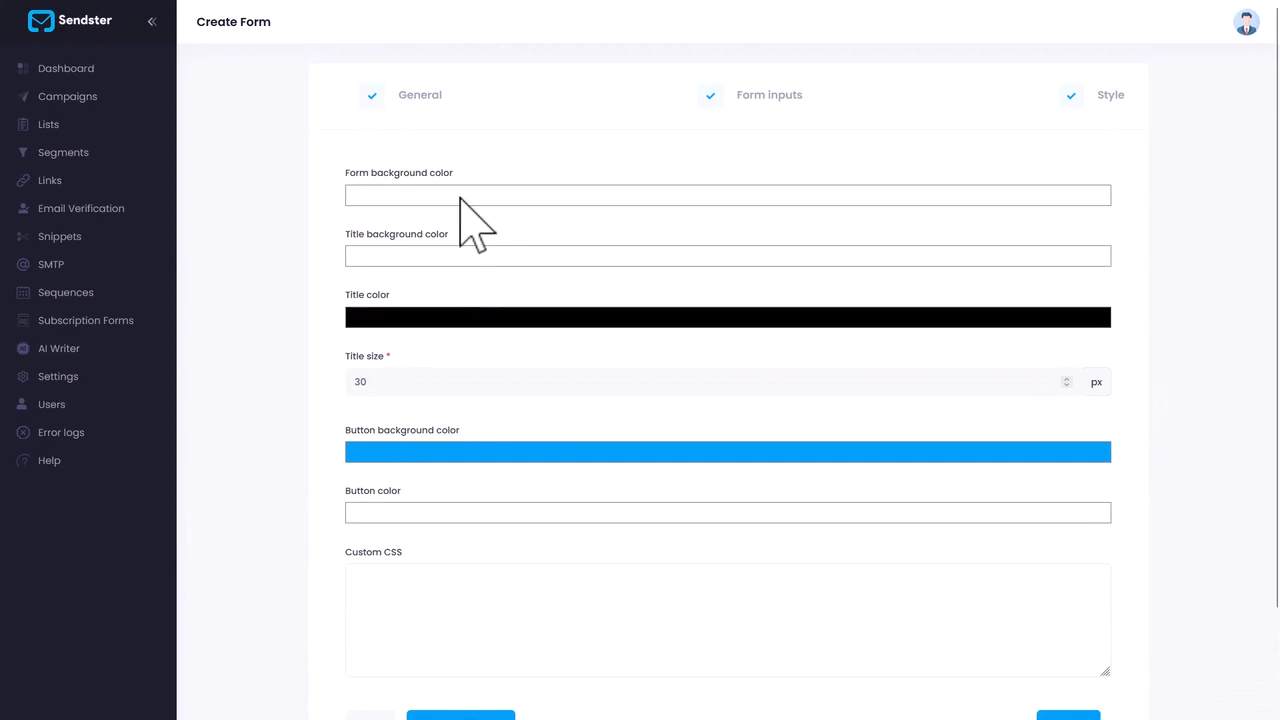 Sendster
Create Form
Dashboard
Campaigns
Lists
Segments
Links
Email Verification
Snippets
SMTP
Sequences
Subscription Forms
AI Writer
Settings
Users
Error logs
Help
General
Form inputs
Style
Form background color
Title background color
Title color
Title size *
30
px
Button background color
Button color
Custom CSS